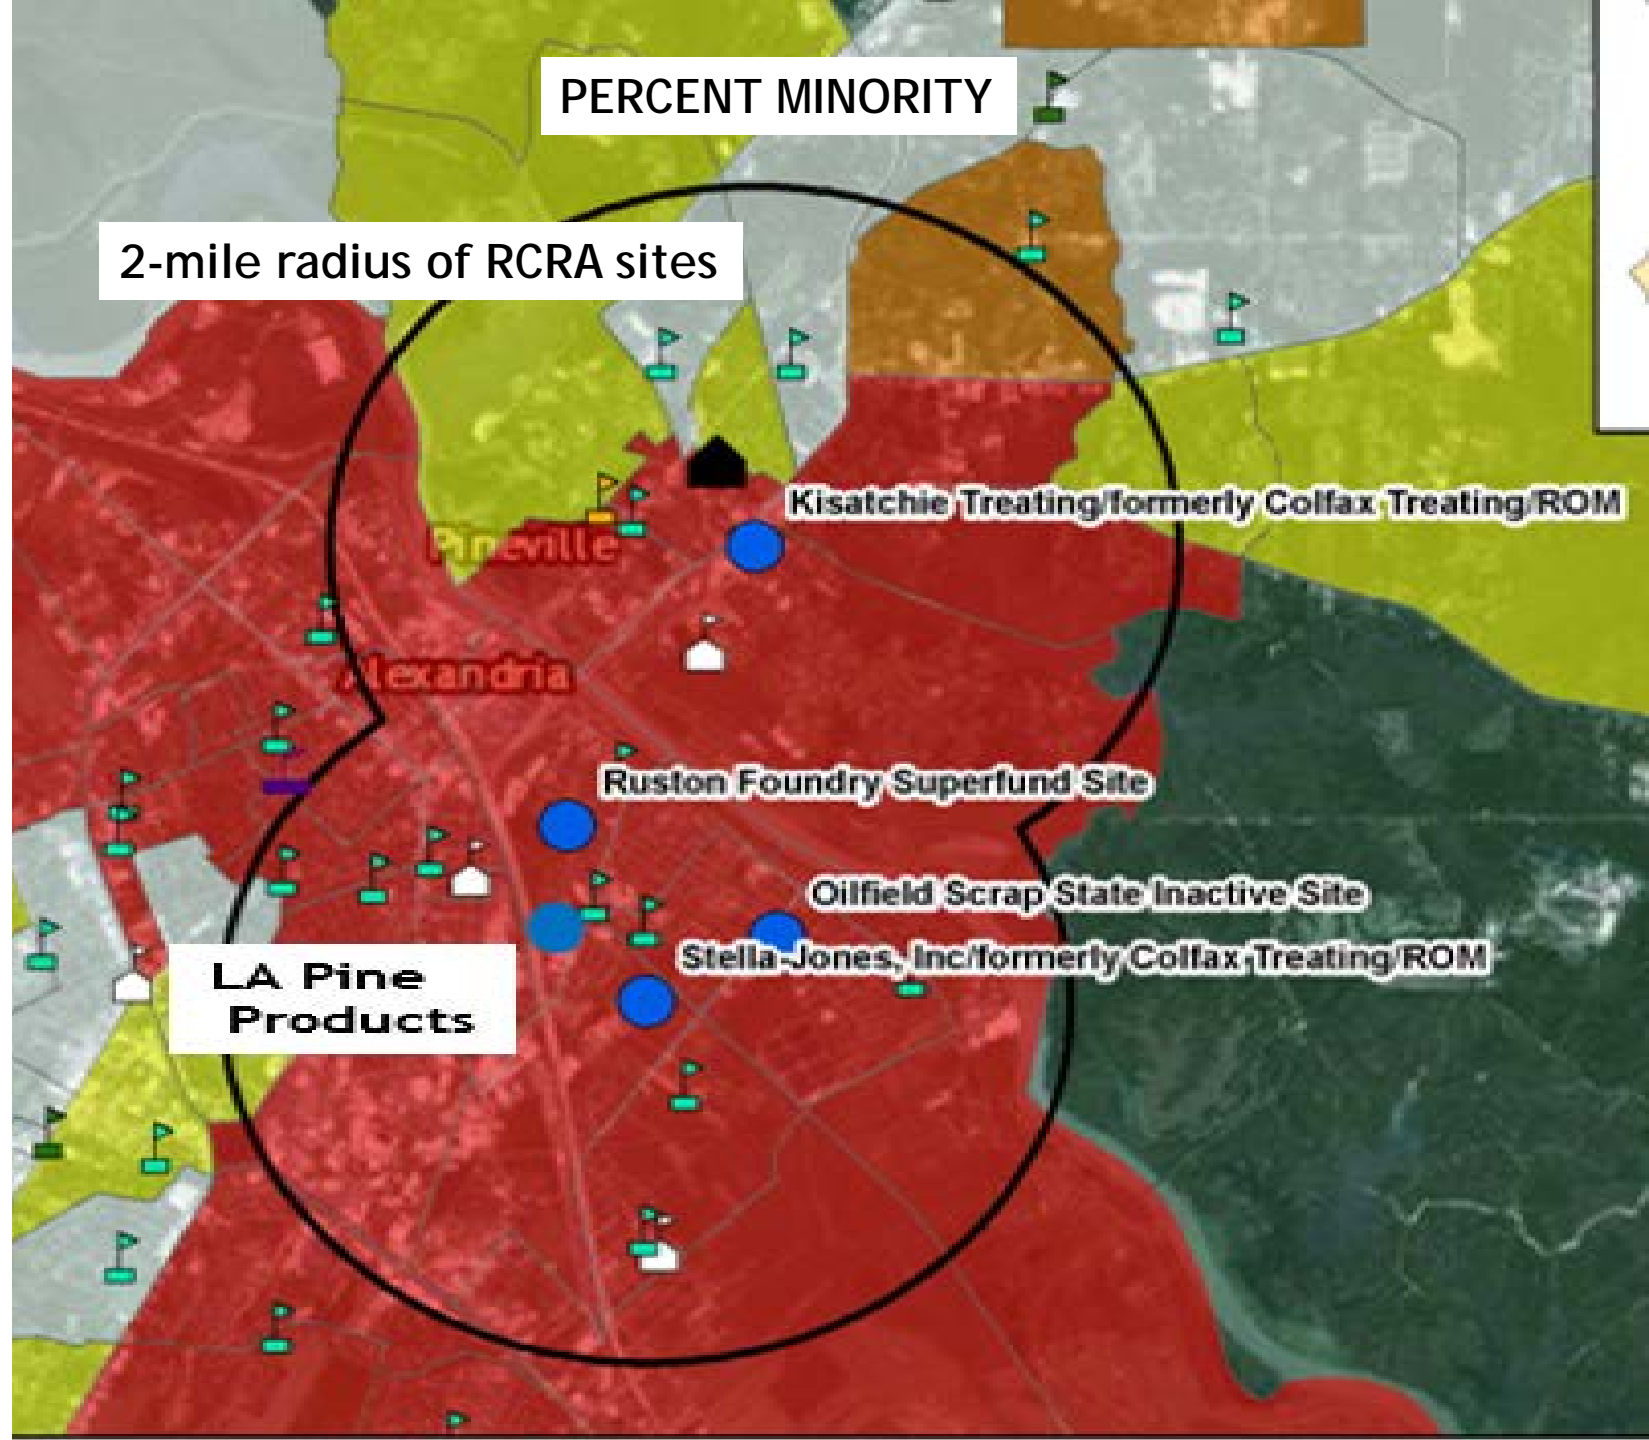 PERCENT MINORITY
2-mile radius of RCRA sites
Kisatchie Treating/formerly Colfax Treating/ROM
Pineville
Alexandria
Ruston Foundry Superfund Site
Oilfield Scrap State Inactive Site
Stella-Jones, Inc/formerly Colfax Treating/ROM
LA Pine
Products